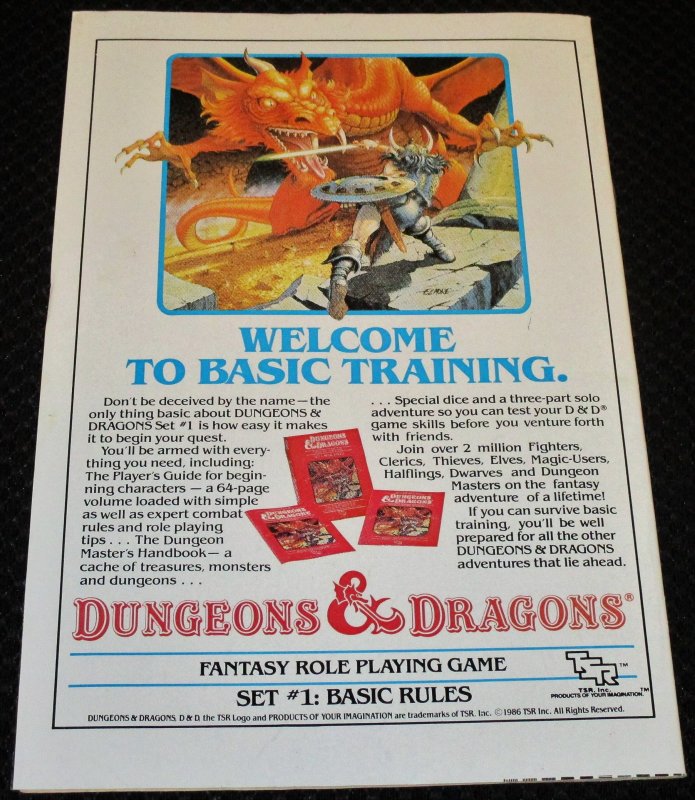 ELMORE
WELCOME
TO BASIC TRAINING.
Don't be deceived by the name—the
only thing basic about DUNGEONS &
DRAGONS Set #1 is how easy it makes
it to begin your quest.
You'll be armed with every-
thing you need, including:
The Player's Guide for begin-
ning characters — a 64-page
volume loaded with simple
as well as expert combat
rules and role playing
tips . . . The Dungeon
Master's Handbook— a
cache of treasures, monsters
and dungeons . . .
. . . Special dice and a three-part solo
adventure so you can test your D & D®
game skills before you venture forth
with friends.
Join over 2 million Fighters,
Clerics, Thieves, Elves, Magic-Users,
Halflings, Dwarves and Dungeon
Masters on the fantasy
adventure of a lifetime!
If you can survive basic
training, you'll be well
prepared for all the other
DUNGEONS & DRAGONS
adventures that lie ahead.
DUNGEONS & DRAGONS
DUNGEONS & DRAGONS
DUNGEONS & DRAGONS
DUNGEONS & DRAGONS®
FANTASY ROLE PLAYING GAME
SET #1: BASIC RULES
TSR™
TSR, Inc.
PRODUCTS OF YOUR IMAGINATION.™
DUNGEONS & DRAGONS, D & D, the TSR Logo and PRODUCTS OF YOUR IMAGINATION are trademarks of TSR. Inc. ©1986 TSR Inc. All Rights Reserved.